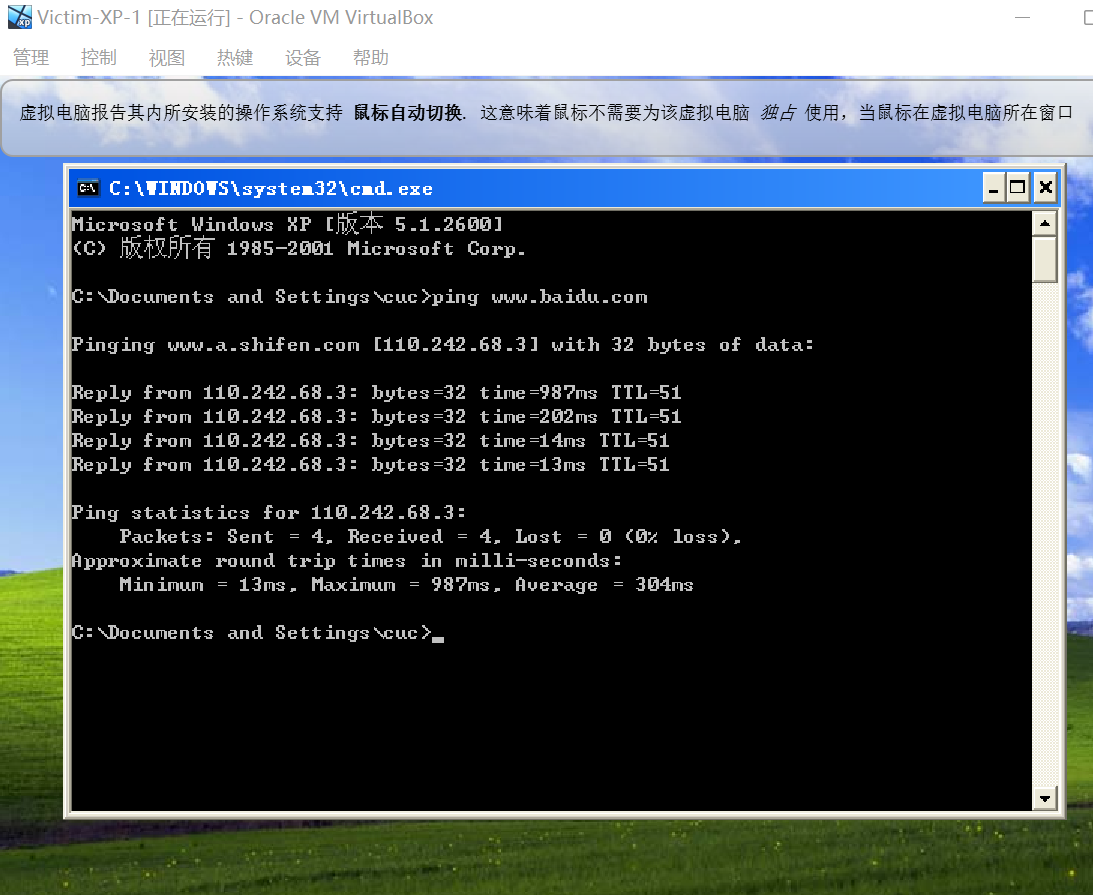 Victim-XP-1 [正在运行] - Oracle VM VirtualBox
管理 控制 视图 热键 设备 帮助
虚拟电脑报告其内所安装的操作系统支持 鼠标自动切换. 这意味着鼠标不需要为该虚拟电脑 独占 使用，当鼠标在虚拟电脑所在窗口
C:\WINDOWS\system32\cmd.exe
Microsoft Windows XP [版本 5.1.2600]
(C) 版权所有 1985-2001 Microsoft Corp.
C:\Documents and Settings\cuc>ping www.baidu.com
Pinging www.a.shifen.com [110.242.68.3] with 32 bytes of data:
Reply from 110.242.68.3: bytes=32 time=987ms TTL=51
Reply from 110.242.68.3: bytes=32 time=202ms TTL=51
Reply from 110.242.68.3: bytes=32 time=14ms TTL=51
Reply from 110.242.68.3: bytes=32 time=13ms TTL=51
Ping statistics for 110.242.68.3:
Packets: Sent = 4, Received = 4, Lost = 0 (0% loss),
Approximate round trip times in milli-seconds:
Minimum = 13ms, Maximum = 987ms, Average = 304ms
C:\Documents and Settings\cuc>_